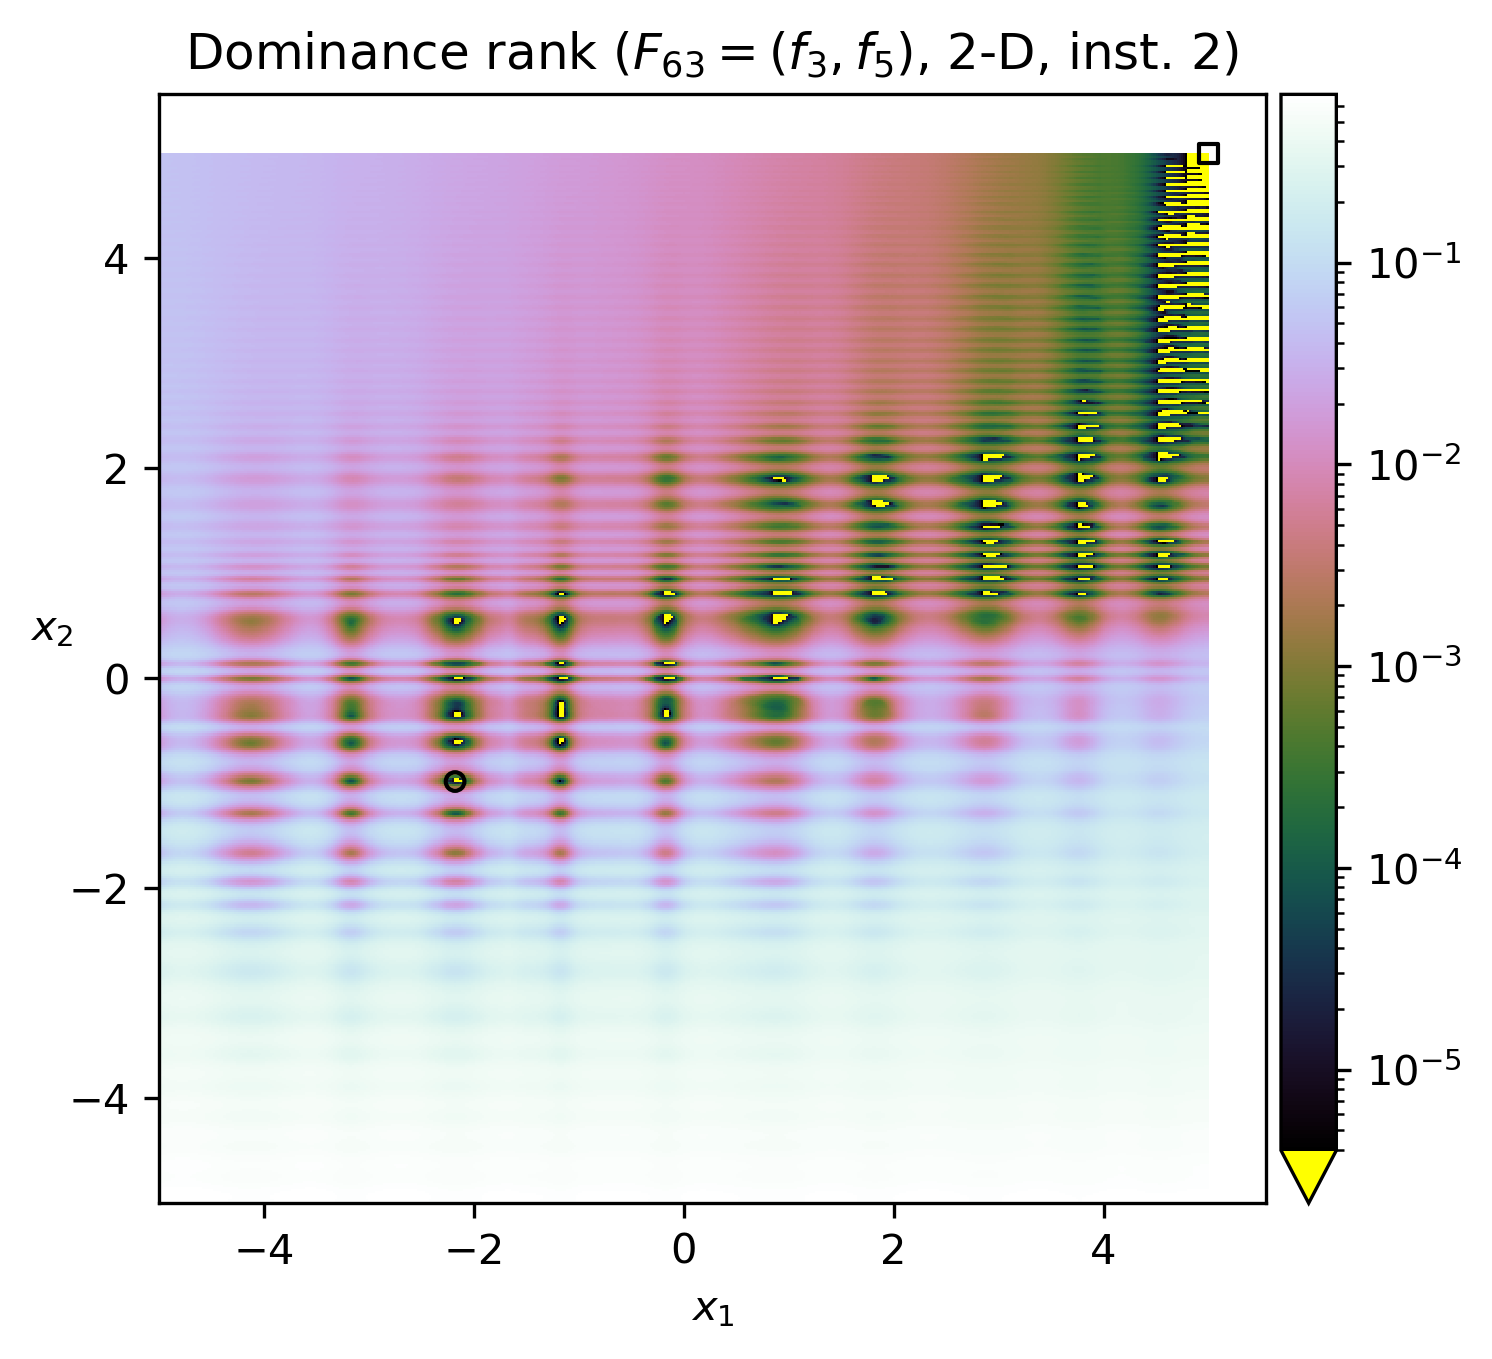 Dominance rank (F₆₃ = (f₃, f₅), 2-D, inst. 2)
4
2
0
−2
−4
x₂
−4 −2 0 2 4
x₁
10⁻¹
10⁻²
10⁻³
10⁻⁴
10⁻⁵